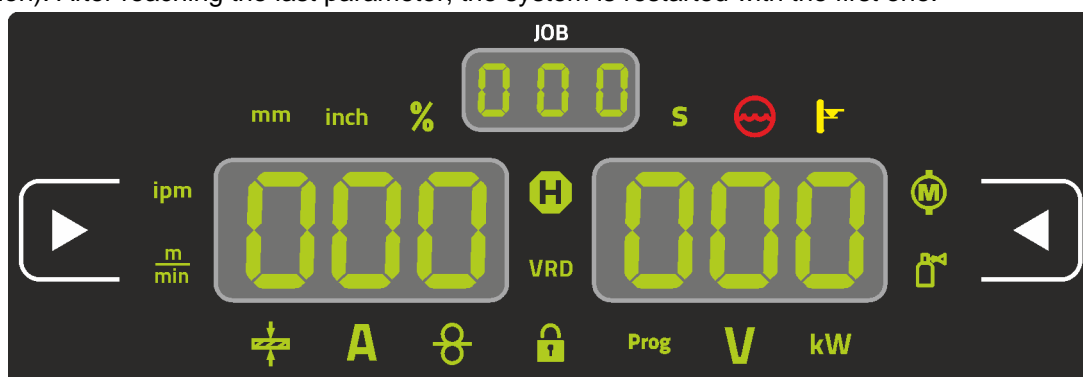 on). After reaching the last parameter, the system is restarted with the first one.
JOB
000
mm inch % s
ipm 000 H 000 M
m
min
VRD
A Prog V kW